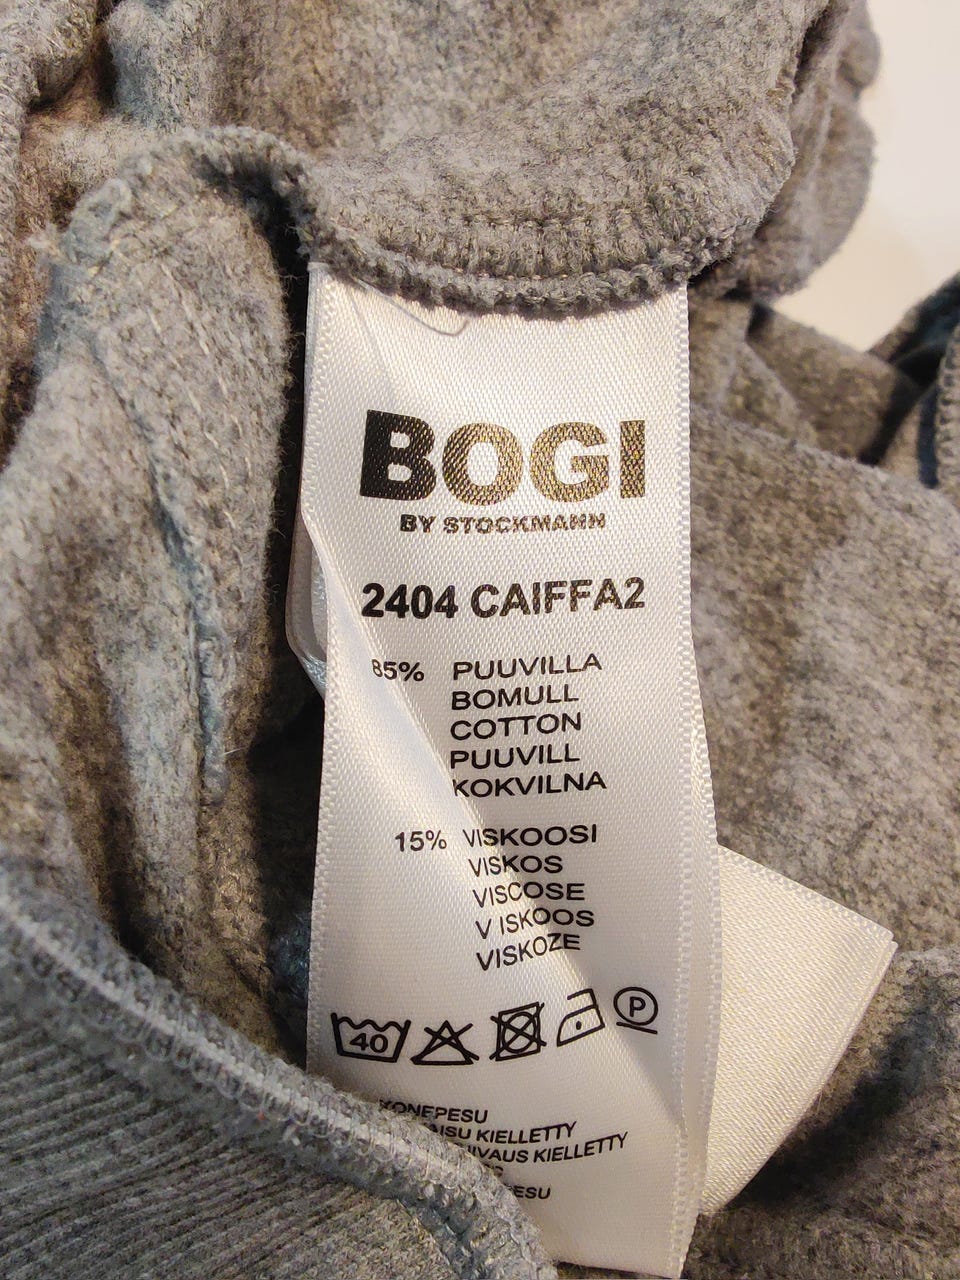 BOGI
BY STOCKMANN
2404 CAIFFA2
85% PUUVILLA
BOMULL
COTTON
PUUVILL
KOKVILNA
15% VISKOOSI
VISKOS
VISCOSE
V ISKOOS
VISKOZE
40 P
KONEPESU
KIELLETTY
KIELLETTY